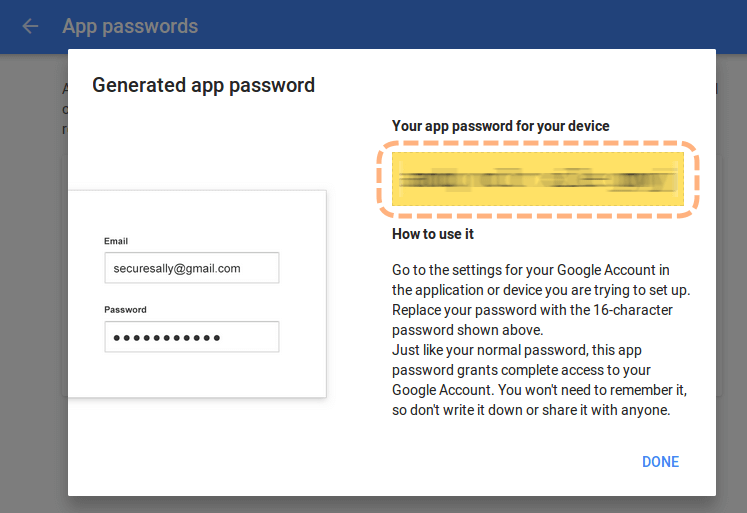 App passwords
Generated app password
Email
securesally@gmail.com
Password
Your app password for your device
How to use it
Go to the settings for your Google Account in
the application or device you are trying to set up.
Replace your password with the 16-character
password shown above.
Just like your normal password, this app
password grants complete access to your
Google Account. You won't need to remember it,
so don't write it down or share it with anyone.
DONE